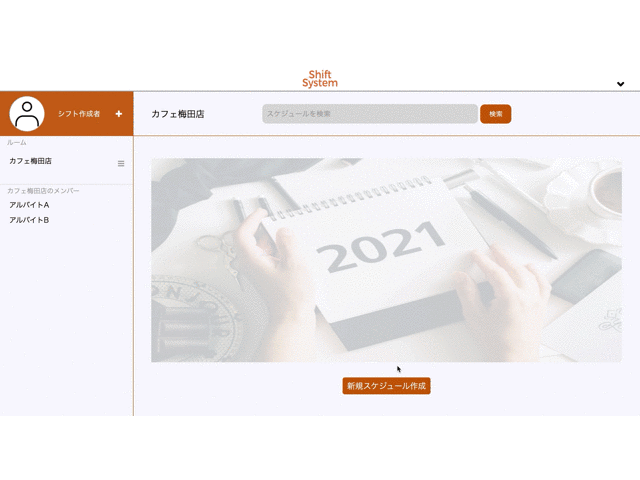 Shift
System
シフト作成者
カフェ梅田店
スケジュールを検索
検索
ルーム
カフェ梅田店
カフェ梅田店のメンバー
アルバイトA
アルバイトB
2021
新規スケジュール作成